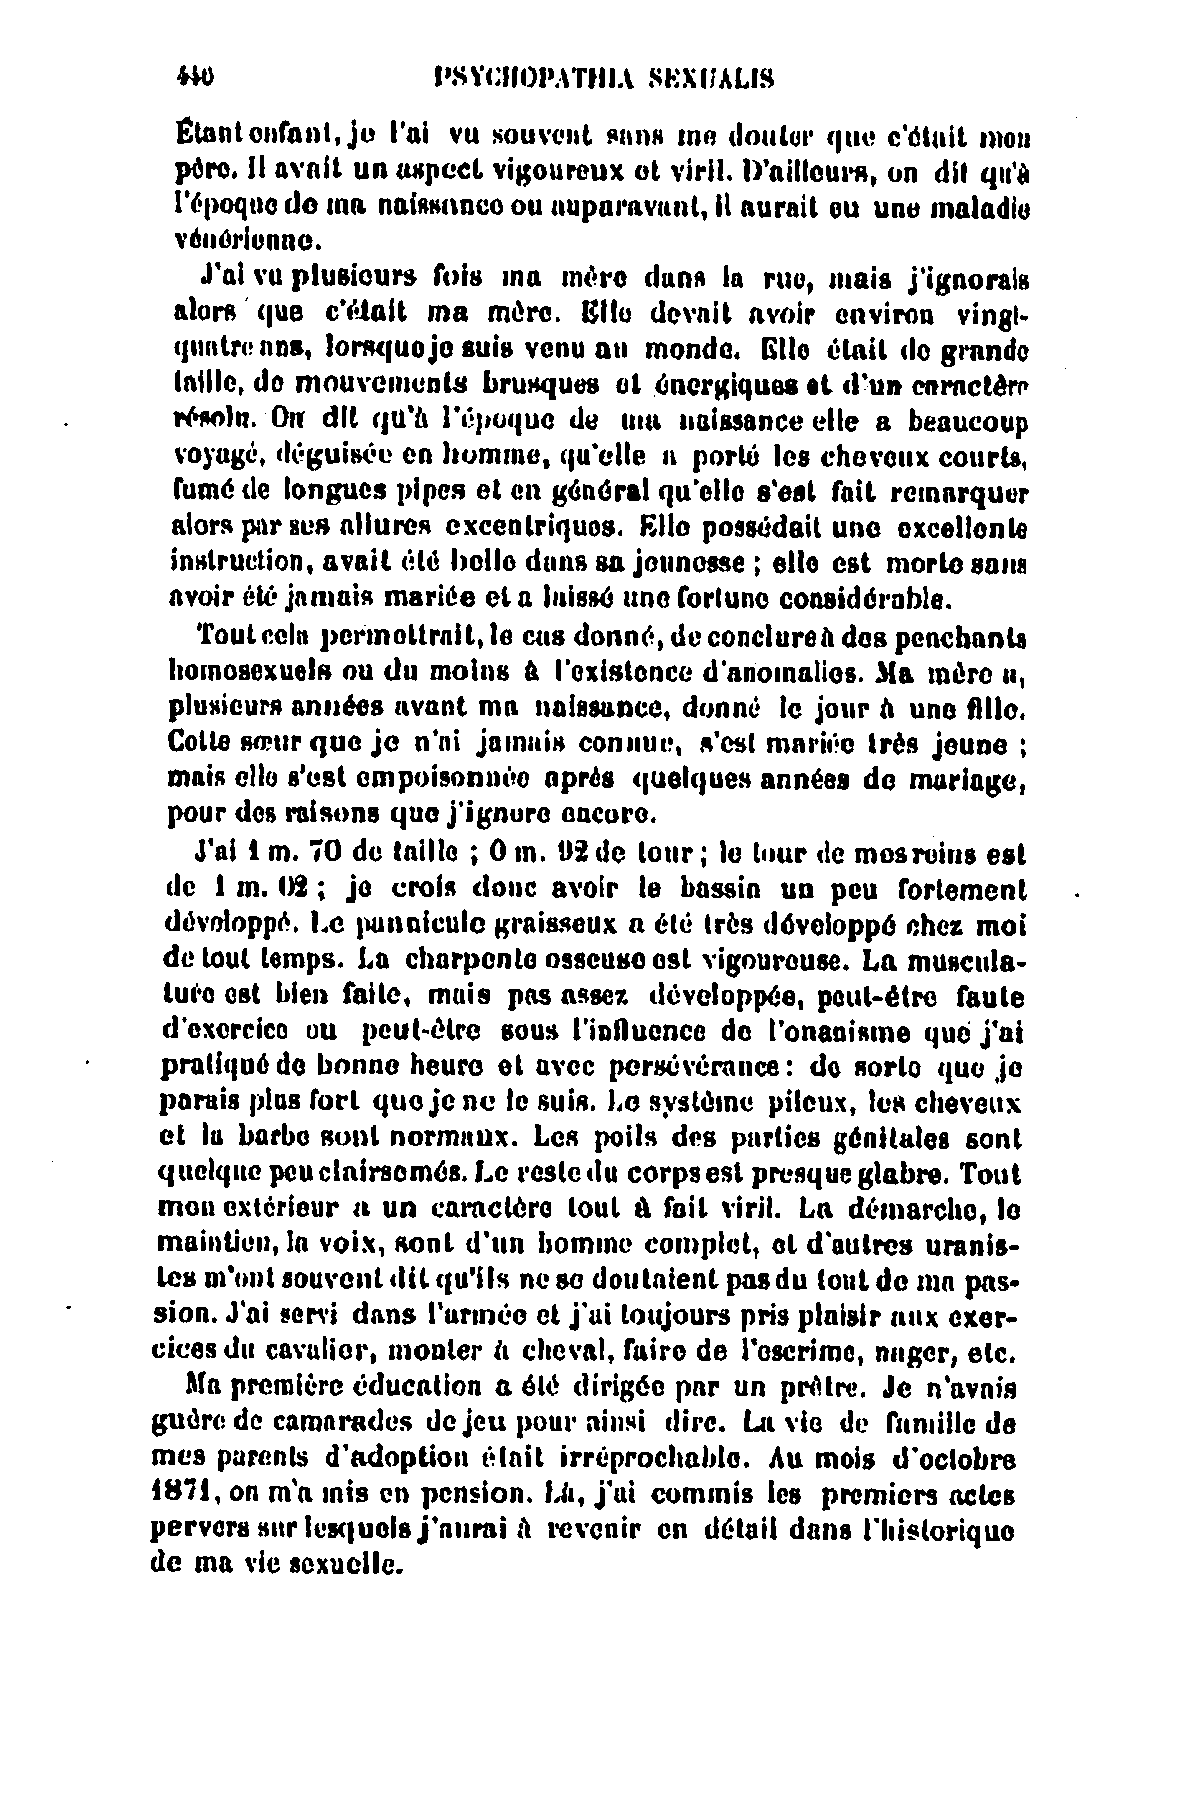 440 PSYCHOPATHIA SEXUALIS
Étant enfant, je l'ai vu souvent sans me douter que c'était mon
père. Il avait un aspect vigoureux et viril. D'ailleurs, on dit qu'à
l'époque de ma naissance ou auparavant, il aurait eu une maladie
vénérienne.
J'ai vu plusieurs fois ma mère dans la rue, mais j'ignorais
alors que c'était ma mère. Elle devait avoir environ vingt-
quatre ans, lorsque je suis venu au monde. Elle était de grande
taille, de mouvements brusques et énergiques et d'un caractère
résolu. On dit qu'à l'époque de ma naissance elle a beaucoup
voyagé, déguisée en homme, qu'elle a porté les cheveux courts,
fumé de longues pipes et en général qu'elle s'est fait remarquer
alors par ses allures excentriques. Elle possédait une excellente
instruction, avait été belle dans sa jeunesse ; elle est morte sans
avoir été jamais mariée et a laissé une fortune considérable.
Tout cela permettrait, le cas donné, de conclure à des penchants
homosexuels ou du moins à l'existence d'anomalies. Ma mère a,
plusieurs années avant ma naissance, donné le jour à une fille.
Cette sœur que je n'ai jamais connue, s'est mariée très jeune ;
mais elle s'est empoisonnée après quelques années de mariage,
pour des raisons que j'ignore encore.
J'ai 1 m. 70 de taille ; 0 m. 92 de tour ; le tour de mes reins est
de 1 m. 02 ; je crois donc avoir le bassin un peu fortement
développé. Le pannicule graisseux a été très développé chez moi
de tout temps. La charpente osseuse est vigoureuse. La muscula-
ture est bien faite, mais pas assez développée, peut-être faute
d'exercice ou peut-être sous l'influence de l'onanisme que j'ai
pratiqué de bonne heure et avec persévérance : de sorte que je
parais plus fort que je ne le suis. Le système pileux, les cheveux
et la barbe sont normaux. Les poils des parties génitales sont
quelque peu clairsemés. Le reste du corps est presque glabre. Tout
mon extérieur a un caractère tout à fait viril. La démarche, le
maintien, la voix, sont d'un homme complet, et d'autres uranis-
tes m'ont souvent dit qu'ils ne se doutaient pas du tout de ma pas-
sion. J'ai servi dans l'armée et j'ai toujours pris plaisir aux exer-
cices du cavalier, monter à cheval, faire de l'escrime, nager, etc.
Ma première éducation a été dirigée par un prêtre. Je n'avais
guère de camarades de jeu pour ainsi dire. La vie de famille de
mes parents d'adoption était irréprochable. Au mois d'octobre
1871, on m'a mis en pension. Là, j'ai commis les premiers actes
pervers sur lesquels j'aurai à revenir en détail dans l'historique
de ma vie sexuelle.